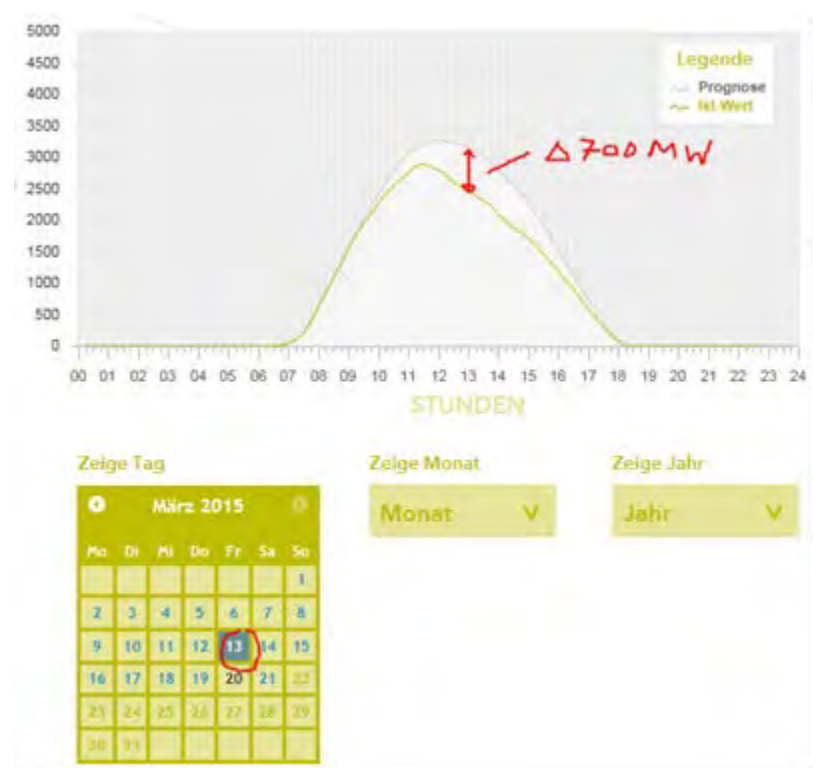 5000
4500
4000
3500
3000
2500
2000
1500
1000
500
0
Legende
Prognose
Ist-Wert
Δ 700 MW
00 01 02 03 04 05 06 07 08 09 10 11 12 13 14 15 16 17 18 19 20 21 22 23 24
STUNDEN
Zeige Tag
Zeige Monat
Zeige Jahr
März 2015
Monat
Jahr
Mo Di Mi Do Fr Sa So
1
2 3 4 5 6 7 8
9 10 11 12 13 14 15
16 17 18 19 20 21 22
23 24 25 26 27 28 29
30 31